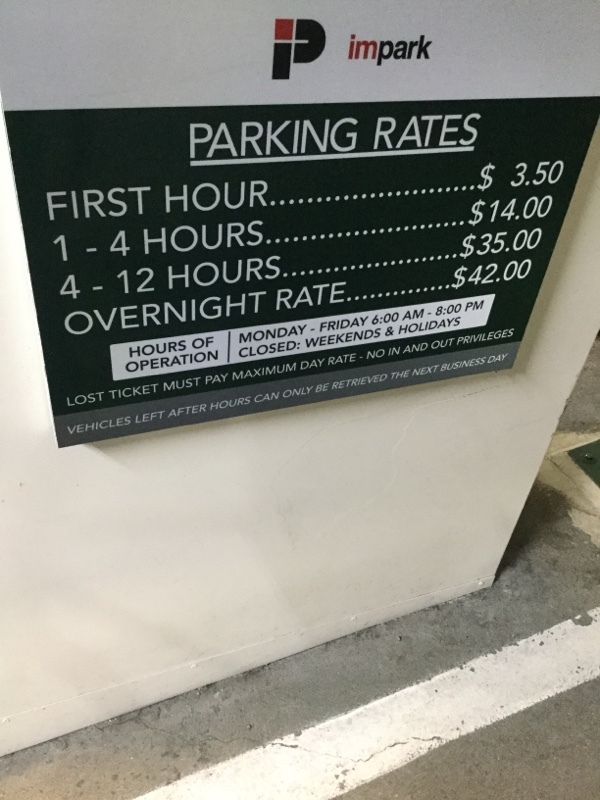 impark
PARKING RATES
FIRST HOUR........................$ 3.50
1 - 4 HOURS........................$14.00
4 - 12 HOURS....................$35.00
OVERNIGHT RATE.............$42.00
HOURS OF OPERATION
MONDAY - FRIDAY 6:00 AM - 8:00 PM
CLOSED: WEEKENDS & HOLIDAYS
LOST TICKET MUST PAY MAXIMUM DAY RATE - NO IN AND OUT PRIVILEGES
VEHICLES LEFT AFTER HOURS CAN ONLY BE RETRIEVED THE NEXT BUSINESS DAY